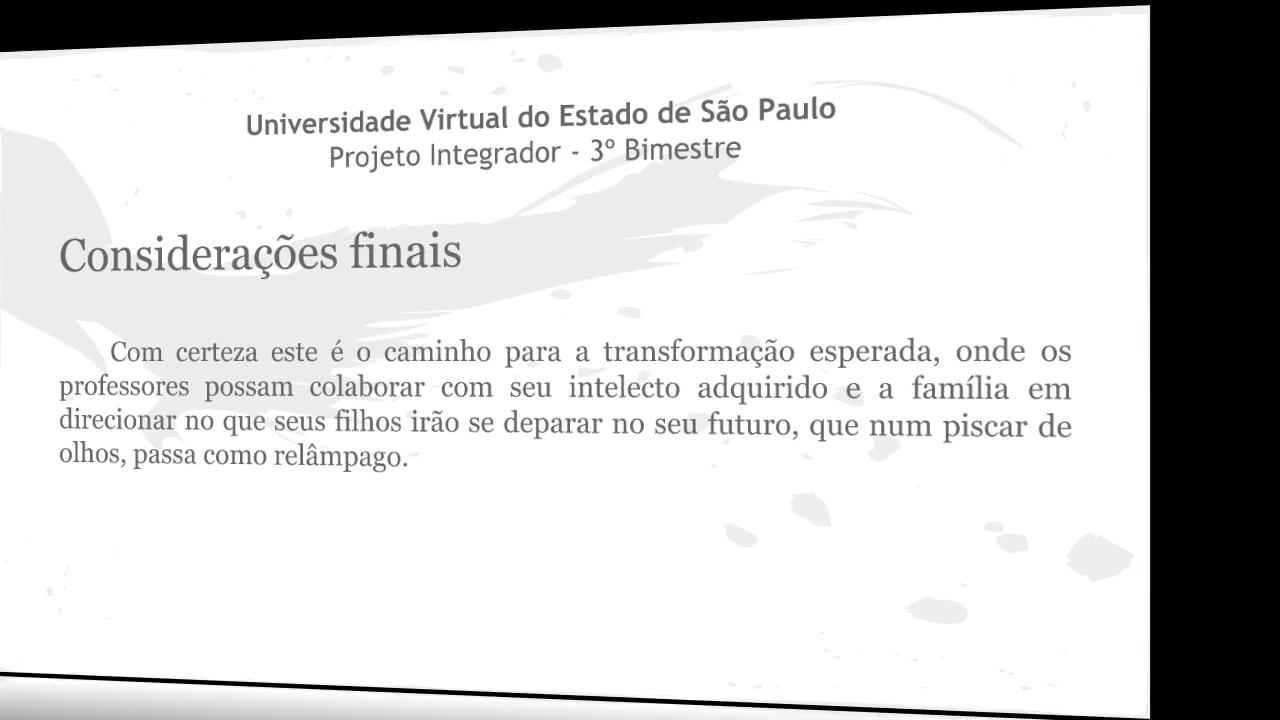 Universidade Virtual do Estado de São Paulo
Projeto Integrador - 3º Bimestre
Considerações finais
Com certeza este é o caminho para a transformação esperada, onde os
professores possam colaborar com seu intelecto adquirido e a família em
direcionar no que seus filhos irão se deparar no seu futuro, que num piscar de
olhos, passa como relâmpago.